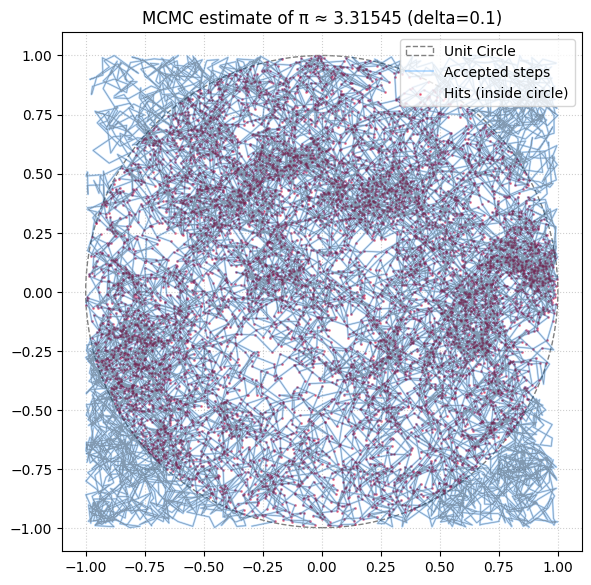 MCMC estimate of π ≈ 3.31545 (delta=0.1)
Unit Circle
Accepted steps
Hits (inside circle)
1.00
0.75
0.50
0.25
0.00
−0.25
−0.50
−0.75
−1.00
−1.00 −0.75 −0.50 −0.25 0.00 0.25 0.50 0.75 1.00